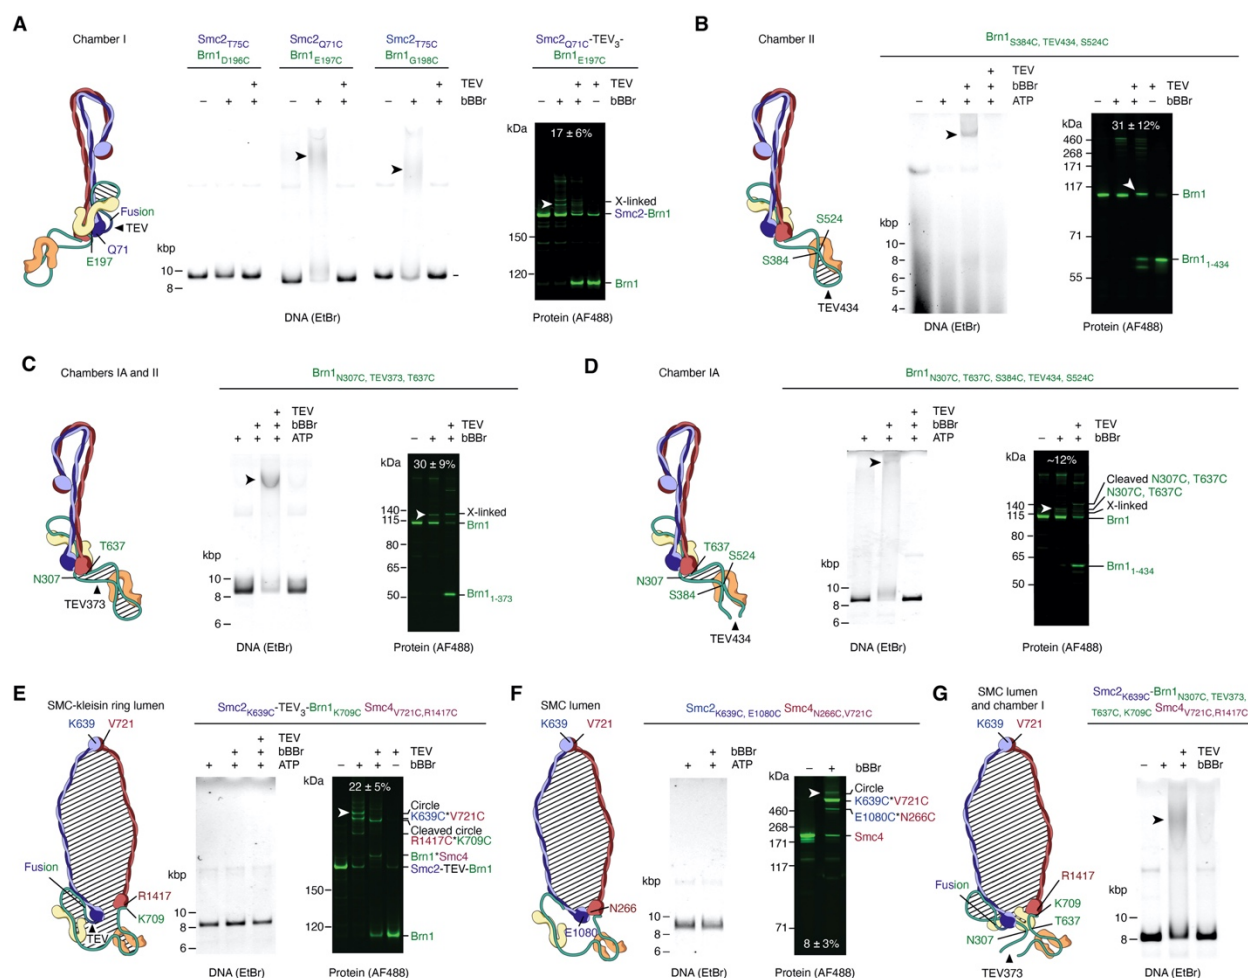 A
Chamber I
Smc2T75C
Brn1D196C
Smc2Q71C
Brn1E197C
Smc2T75C
Brn1G198C
+ + + TEV
− + + − + + − + + bBBr
Fusion
TEV
Q71
E197
kbp
10
8
DNA (EtBr)
Smc2Q71C-TEV3-
Brn1E197C
+ + TEV
− + + − bBBr
kDa
17 ± 6%
X-linked
Smc2-Brn1
150
120
Brn1
Protein (AF488)
B
Chamber II
Brn1S384C, TEV434, S524C
+ TEV
+ + bBBr
− + + + ATP
S524
S384
TEV434
kbp
10
8
6
5
4
DNA (EtBr)
+ + TEV
− + + − bBBr
kDa
31 ± 12%
460
268
171
117
Brn1
71
55
Brn11-434
Protein (AF488)
C
Chambers IA and II
Brn1N307C, TEV373, T637C
+ TEV
+ + bBBr
+ + + ATP
T637
N307
TEV373
kbp
10
8
6
DNA (EtBr)
+ TEV
− + + bBBr
kDa
30 ± 9%
140
115
80
65
50
X-linked
Brn1
Brn11-373
Protein (AF488)
D
Chamber IA
Brn1N307C, T637C, S384C, TEV434, S524C
+ TEV
+ + bBBr
+ + + ATP
T637
S524
N307
S384
TEV434
kbp
10
8
6
DNA (EtBr)
+ TEV
− + + bBBr
kDa
~12%
140
115
80
65
50
Cleaved N307C, T637C
N307C, T637C
X-linked
Brn1
Brn11-434
Protein (AF488)
E
SMC-kleisin ring lumen
K639 V721
Smc2K639C-TEV3-Brn1K709C Smc4V721C,R1417C
+ TEV
+ + bBBr
+ + + ATP
Fusion
R1417
K709
TEV
kbp
10
8
6
DNA (EtBr)
+ + TEV
− + + − bBBr
kDa
22 ± 5%
Circle
K639C*V721C
Cleaved circle
R1417C*K709C
Brn1*Smc4
Smc2-TEV-Brn1
150
120
Brn1
Protein (AF488)
F
SMC lumen
K639 V721
Smc2K639C, E1080C Smc4N266C,V721C
+ bBBr
+ + ATP
N266
E1080
kbp
10
8
6
DNA (EtBr)
− + bBBr
kDa
Circle
K639C*V721C
E1080C*N266C
Smc4
460
268
171
117
71
8 ± 3%
Protein (AF488)
G
SMC lumen
and chamber I
K639 V721
Smc2K639C-Brn1N307C, TEV373,
T637C, K709C Smc4V721C,R1417C
+ TEV
− + + bBBr
Fusion
R1417
K709
T637
N307
TEV373
kbp
10
8
DNA (EtBr)